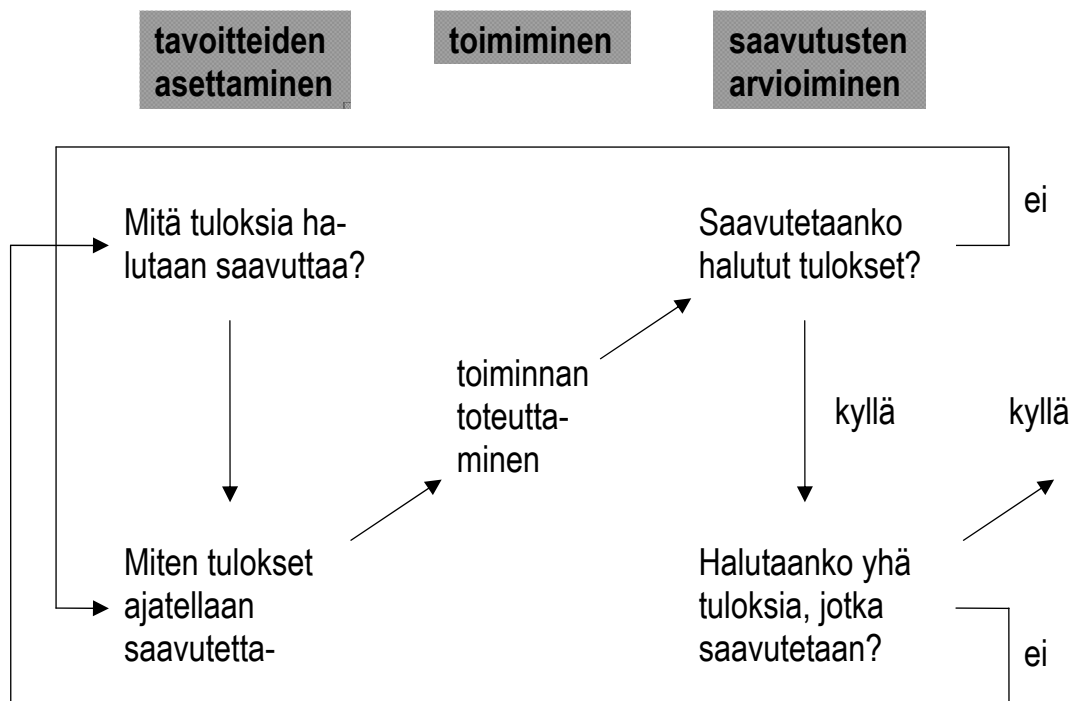 tavoitteiden
asettaminen
toimiminen
saavutusten
arvioiminen
Mitä tuloksia ha-
lutaan saavuttaa?
Saavutetaanko
halutut tulokset?
ei
toiminnan
toteutta-
minen
kyllä
kyllä
Miten tulokset
ajatellaan
saavutetta-
Halutaanko yhä
tuloksia, jotka
saavutetaan?
ei